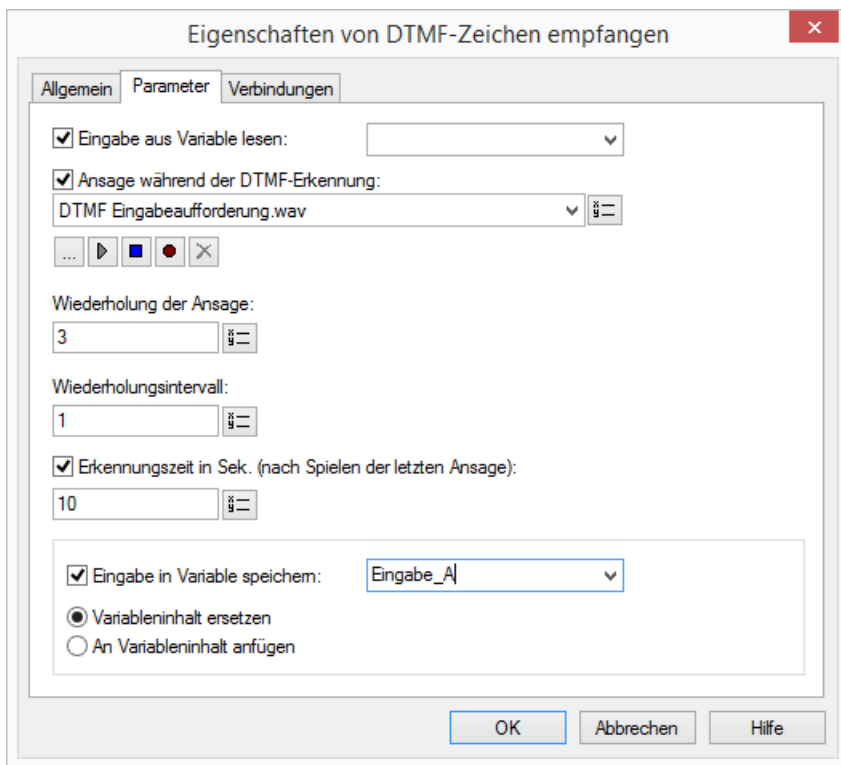 Eigenschaften von DTMF-Zeichen empfangen
Allgemein Parameter Verbindungen
Eingabe aus Variable lesen:
Ansage während der DTMF-Erkennung:
DTMF Eingabeaufforderung.wav
...
Wiederholung der Ansage:
3
Wiederholungsintervall:
1
Erkennungszeit in Sek. (nach Spielen der letzten Ansage):
10
Eingabe in Variable speichern: Eingabe_A
Variableninhalt ersetzen
An Variableninhalt anfügen
OK Abbrechen Hilfe